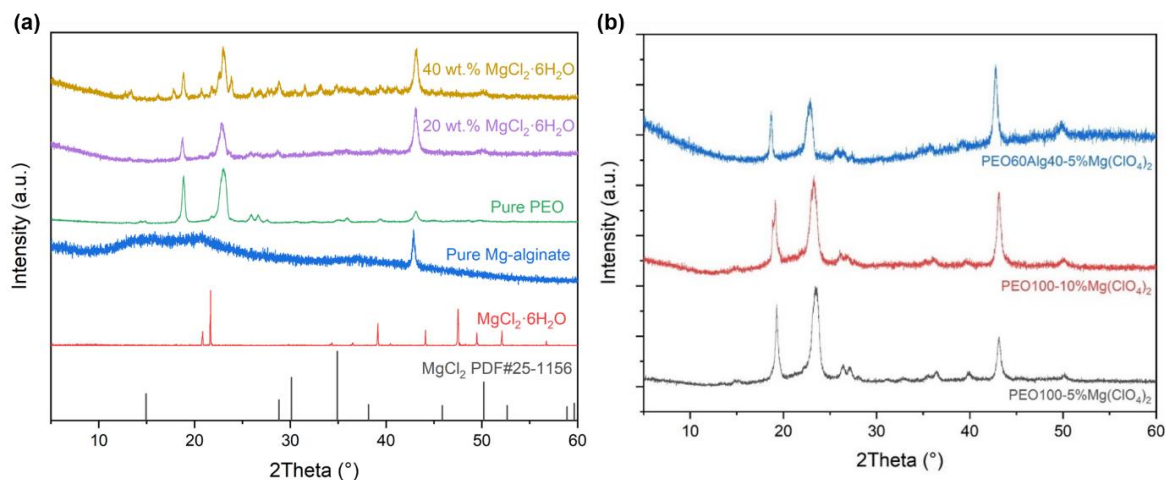 (a)
40 wt.% MgCl₂·6H₂O
20 wt.% MgCl₂·6H₂O
Pure PEO
Pure Mg-alginate
MgCl₂·6H₂O
MgCl₂ PDF#25-1156
Intensity (a.u.)
10 20 30 40 50 60
2Theta (°)
(b)
PEO60Alg40-5%Mg(ClO₄)₂
PEO100-10%Mg(ClO₄)₂
PEO100-5%Mg(ClO₄)₂
Intensity (a.u.)
10 20 30 40 50 60
2Theta (°)